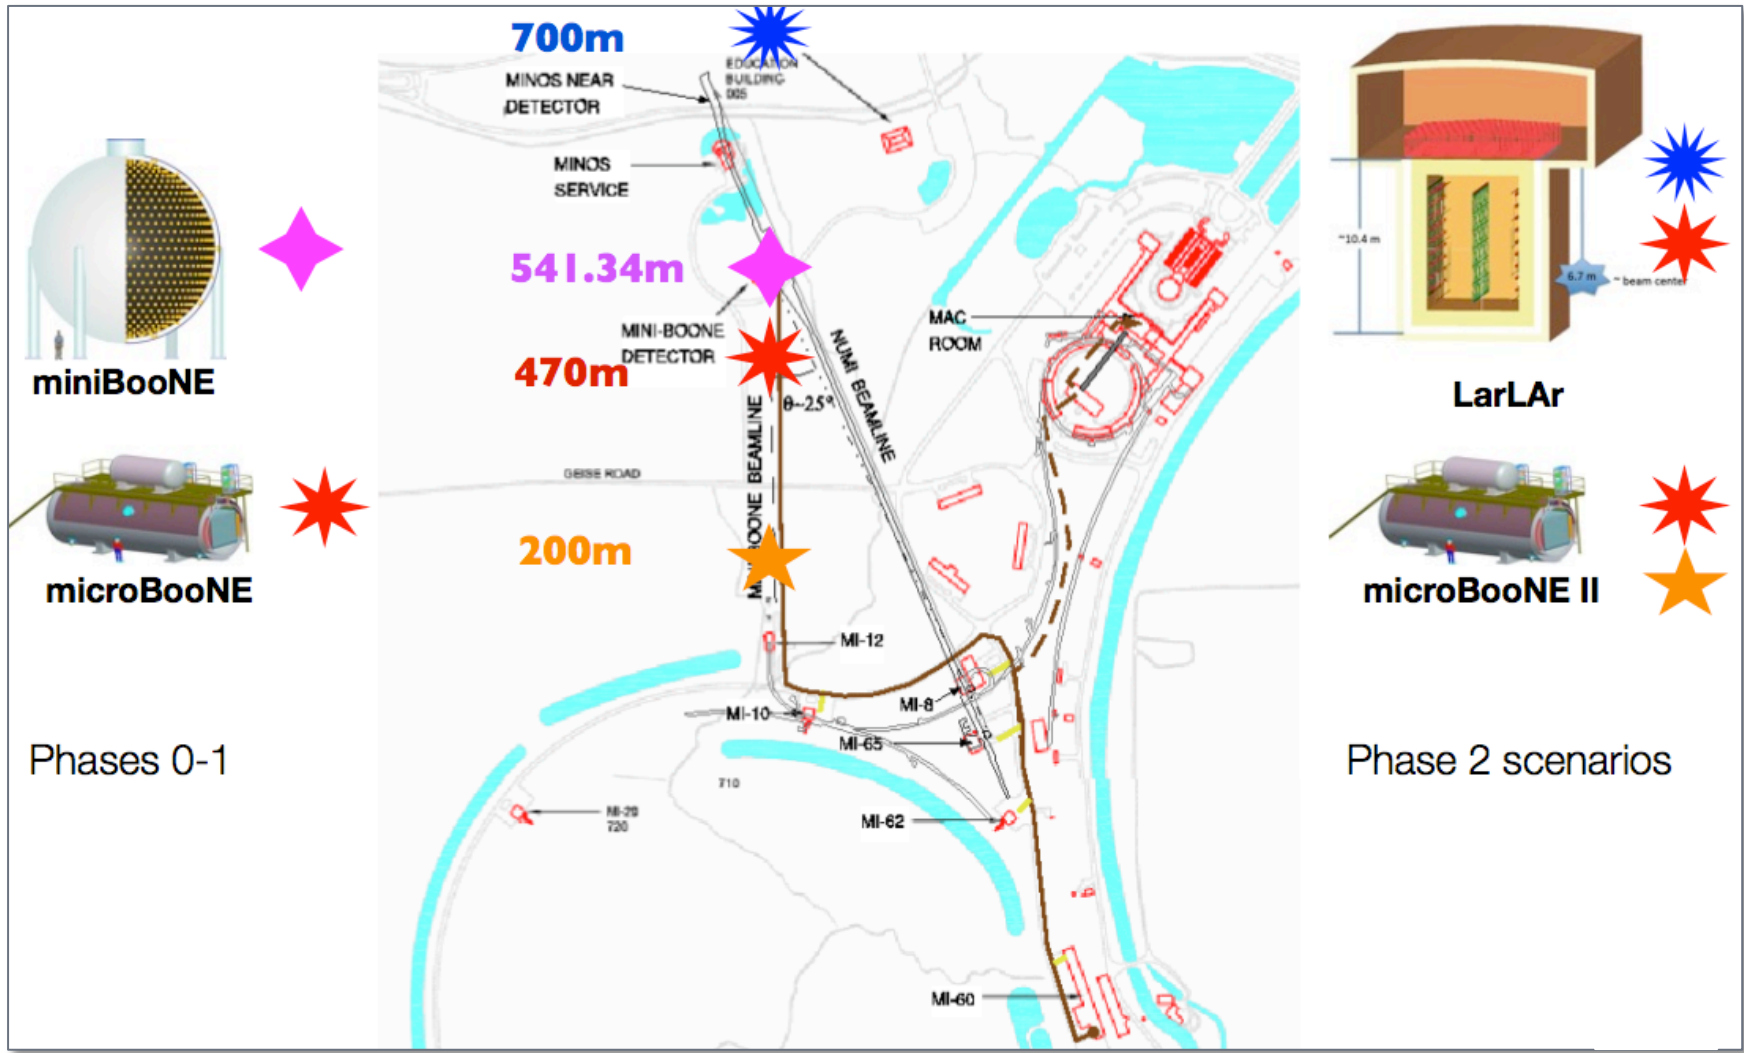 700m
EDUCATION
BUILDING
005
MINOS NEAR
DETECTOR
MINOS
SERVICE
541.34m
MINI-BOONE
DETECTOR
470m
θ~25°
NUMI BEAMLINE
BOONE BEAMLINE
GEISE ROAD
200m
MAC
ROOM
MI-12
MI-10
MI-8
MI-65
710
MI-20
720
MI-62
MI-60
miniBooNE
microBooNE
Phases 0-1
~10.4 m
6.7 m
~ beam center
LarLAr
microBooNE II
Phase 2 scenarios